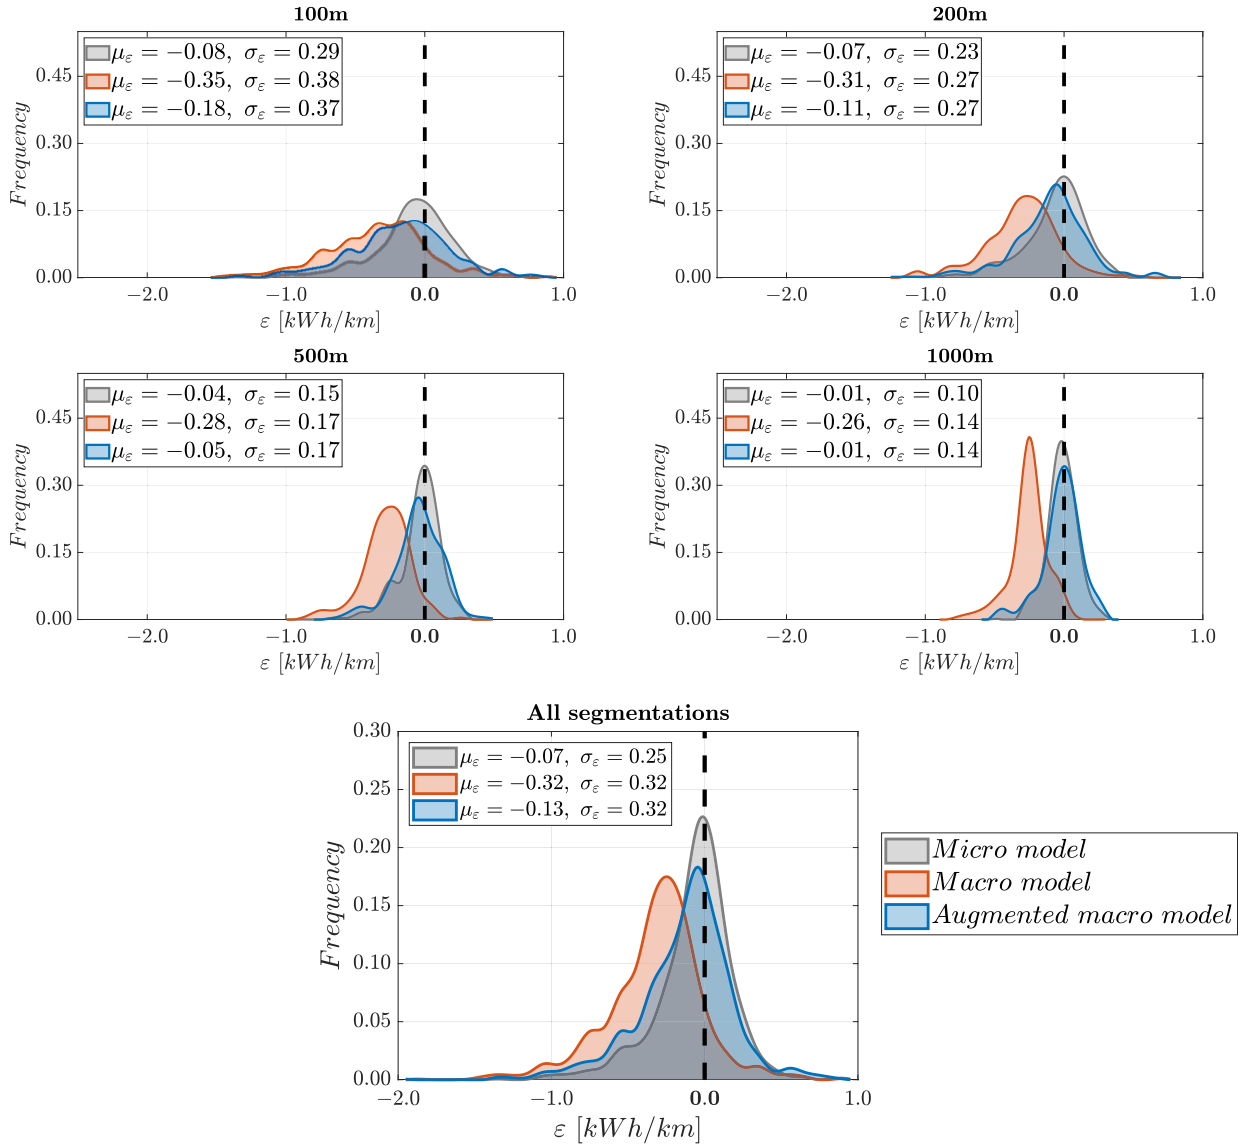 100m
με = −0.08, σε = 0.29
με = −0.35, σε = 0.38
με = −0.18, σε = 0.37
0.45
0.30
0.15
0.00
Frequency
−2.0 −1.0 0.0 1.0
ε [kWh/km]
200m
με = −0.07, σε = 0.23
με = −0.31, σε = 0.27
με = −0.11, σε = 0.27
0.45
0.30
0.15
0.00
Frequency
−2.0 −1.0 0.0 1.0
ε [kWh/km]
500m
με = −0.04, σε = 0.15
με = −0.28, σε = 0.17
με = −0.05, σε = 0.17
0.45
0.30
0.15
0.00
Frequency
−2.0 −1.0 0.0 1.0
ε [kWh/km]
1000m
με = −0.01, σε = 0.10
με = −0.26, σε = 0.14
με = −0.01, σε = 0.14
0.45
0.30
0.15
0.00
Frequency
−2.0 −1.0 0.0 1.0
ε [kWh/km]
All segmentations
με = −0.07, σε = 0.25
με = −0.32, σε = 0.32
με = −0.13, σε = 0.32
0.30
0.25
0.20
0.15
0.10
0.05
0.00
Frequency
−2.0 −1.0 0.0 1.0
ε [kWh/km]
Micro model
Macro model
Augmented macro model